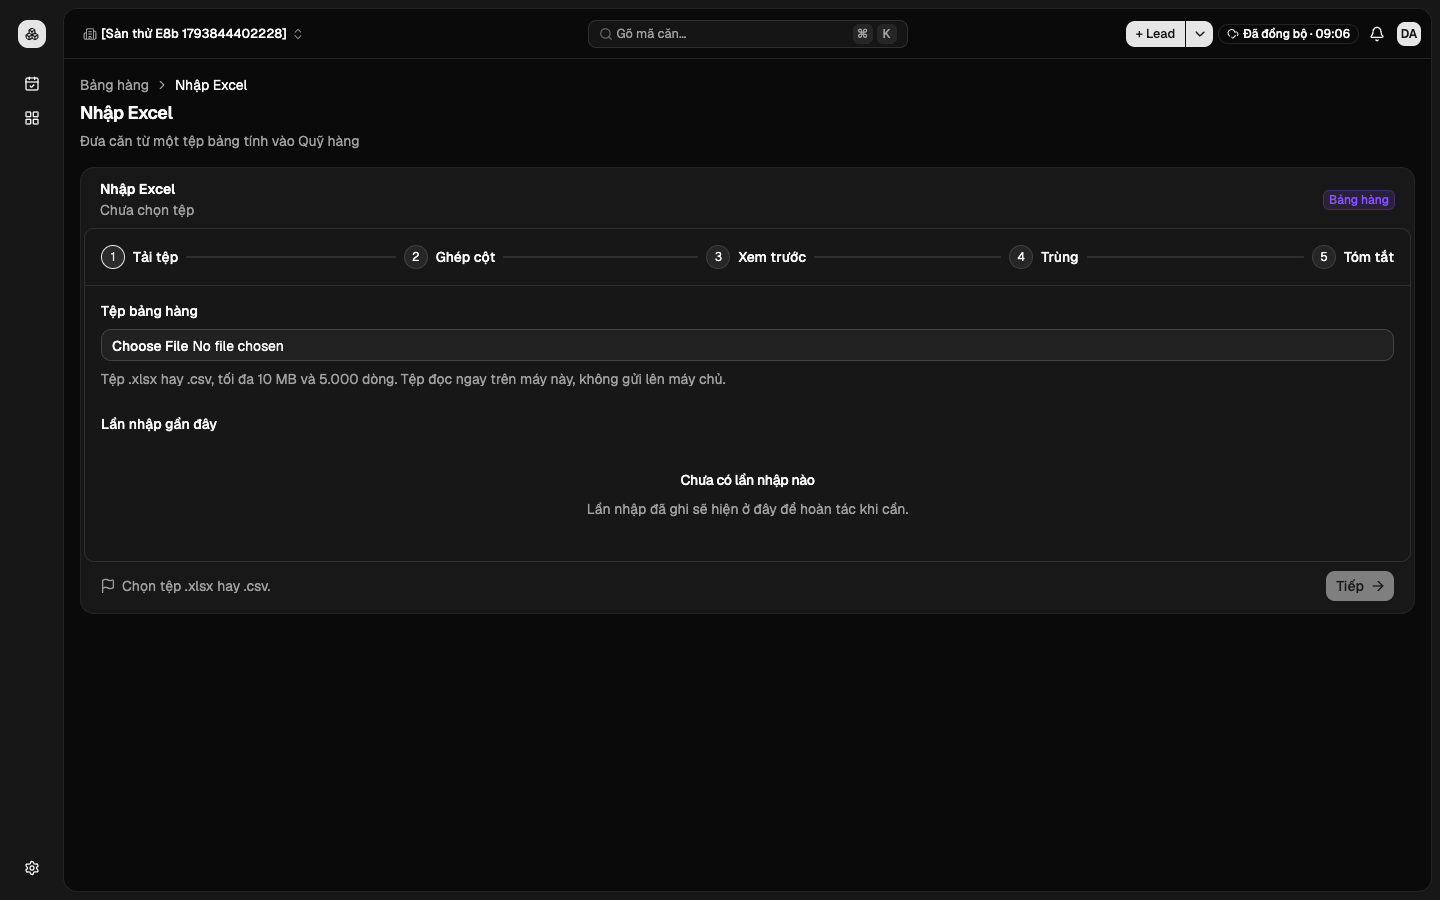 [Sàn thử E8b 1793844402228]
Gõ mã căn...
⌘ K
+ Lead
Đã đồng bộ · 09:06
DA
Bảng hàng > Nhập Excel
Nhập Excel
Đưa căn từ một tệp bảng tính vào Quỹ hàng
Nhập Excel
Chưa chọn tệp
Bảng hàng
1 Tải tệp
2 Ghép cột
3 Xem trước
4 Trùng
5 Tóm tắt
Tệp bảng hàng
Choose File No file chosen
Tệp .xlsx hay .csv, tối đa 10 MB và 5.000 dòng. Tệp đọc ngay trên máy này, không gửi lên máy chủ.
Lần nhập gần đây
Chưa có lần nhập nào
Lần nhập đã ghi sẽ hiện ở đây để hoàn tác khi cần.
Chọn tệp .xlsx hay .csv.
Tiếp →